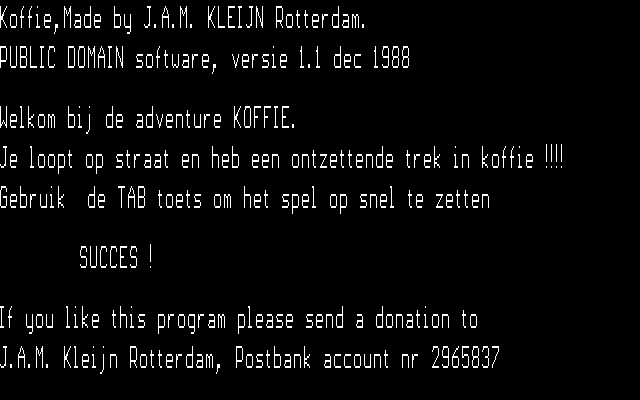 Koffie,Made by J.A.M. KLEIJN Rotterdam.
PUBLIC DOMAIN software, versie 1.1 dec 1988
Welkom bij de adventure KOFFIE.
Je loopt op straat en heb een ontzettende trek in koffie !!!!
Gebruik  de TAB toets om het spel op snel te zetten
SUCCES !
If you like this program please send a donation to
J.A.M. Kleijn Rotterdam, Postbank account nr 2965837